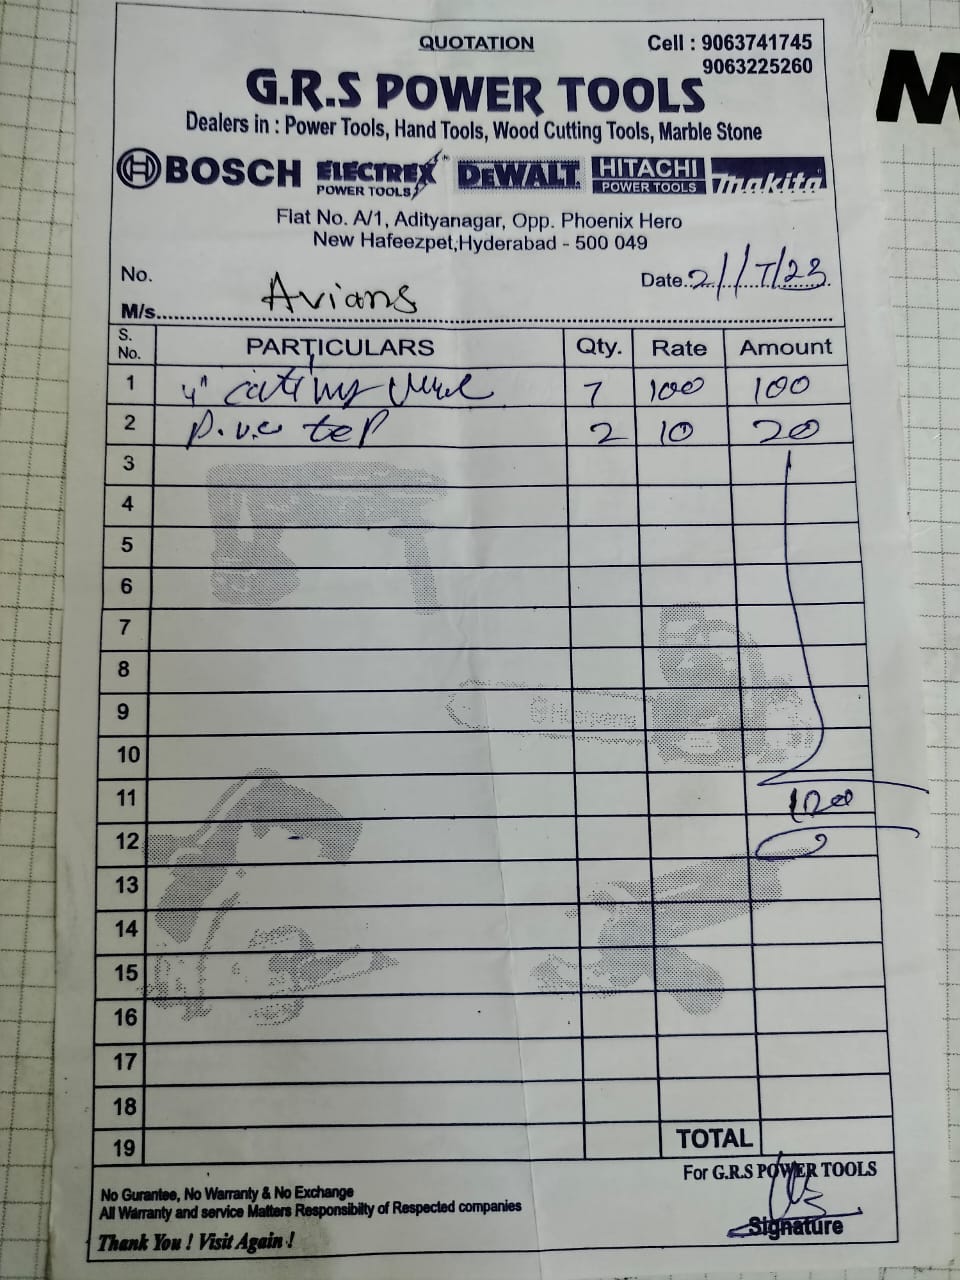 QUOTATION
Cell : 9063741745
9063225260
G.R.S POWER TOOLS
Dealers in : Power Tools, Hand Tools, Wood Cutting Tools, Marble Stone
BOSCH ELECTREX POWER TOOLS DEWALT HITACHI POWER TOOLS makita
Flat No. A/1, Adityanagar, Opp. Phoenix Hero
New Hafeezpet,Hyderabad - 500 049
No.
Date. 2//7/23
M/s. Avians
S. No. PARTICULARS Qty. Rate Amount
1 4" 100 100
2 P.V.C tep 2 10 20
3
4
5
6
7
8
9
10
11 120
12
13
14
15
16
17
18
19 TOTAL
For G.R.S POWER TOOLS
No Gurantee, No Warranty & No Exchange
All Warranty and service Matters Responsibilty of Respected companies
Signature
Thank You ! Visit Again !